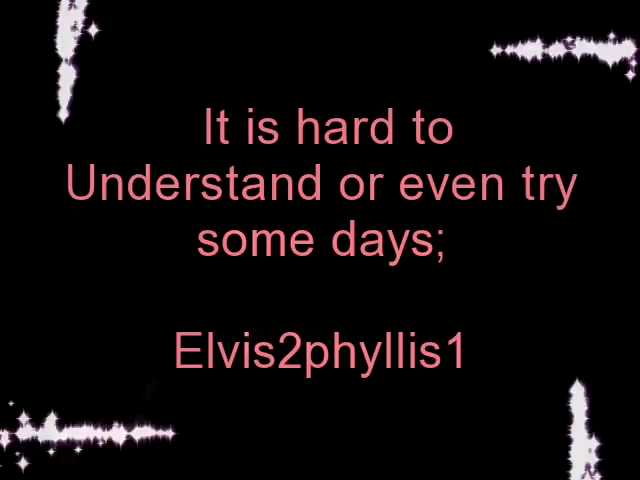 It is hard to
Understand or even try
some days;
Elvis2phyllis1